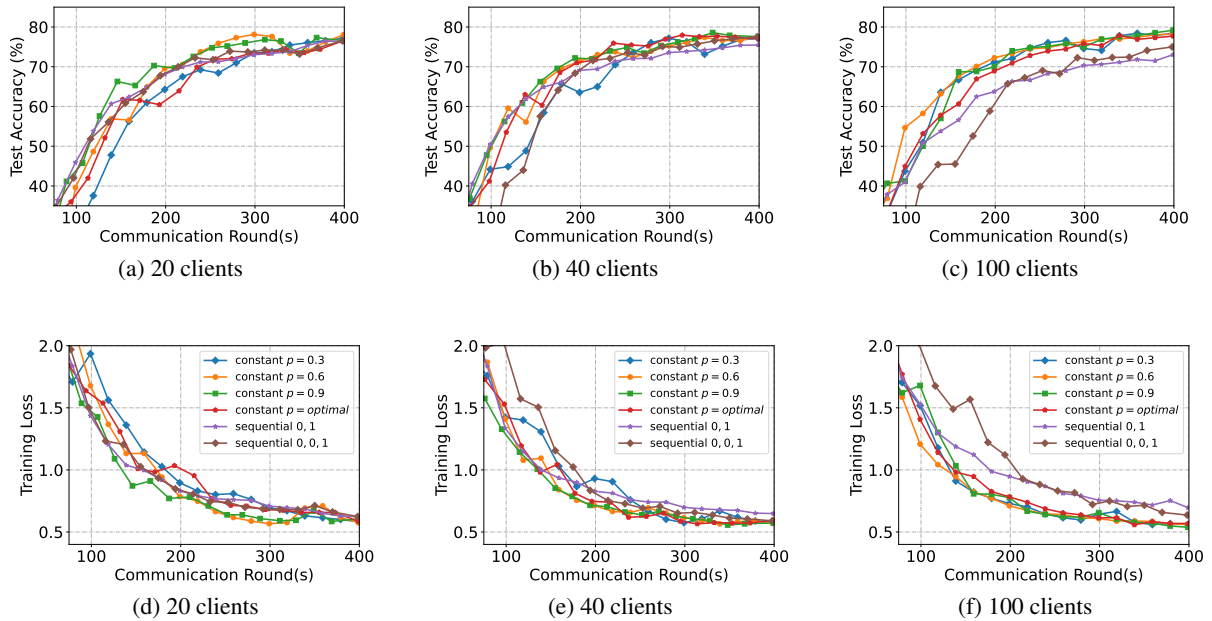 Test Accuracy (%)
80
70
60
50
40
100
200
300
400
Communication Round(s)
(a) 20 clients
Test Accuracy (%)
80
70
60
50
40
100
200
300
400
Communication Round(s)
(b) 40 clients
Test Accuracy (%)
80
70
60
50
40
100
200
300
400
Communication Round(s)
(c) 100 clients
Training Loss
2.0
1.5
1.0
0.5
constant p = 0.3
constant p = 0.6
constant p = 0.9
constant p = optimal
sequential 0, 1
sequential 0, 0, 1
100
200
300
400
Communication Round(s)
(d) 20 clients
Training Loss
2.0
1.5
1.0
0.5
constant p = 0.3
constant p = 0.6
constant p = 0.9
constant p = optimal
sequential 0, 1
sequential 0, 0, 1
100
200
300
400
Communication Round(s)
(e) 40 clients
Training Loss
2.0
1.5
1.0
0.5
constant p = 0.3
constant p = 0.6
constant p = 0.9
constant p = optimal
sequential 0, 1
sequential 0, 0, 1
100
200
300
400
Communication Round(s)
(f) 100 clients